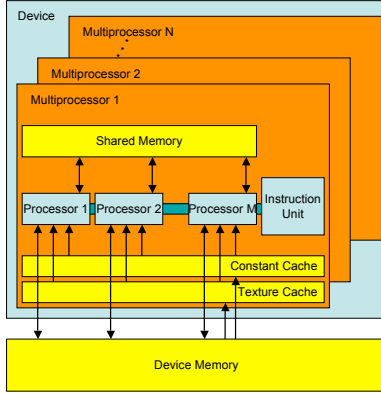 Device
Multiprocessor N
Multiprocessor 2
Multiprocessor 1
Shared Memory
Processor 1
Processor 2
Processor M
Instruction
Unit
Constant Cache
Texture Cache
Device Memory